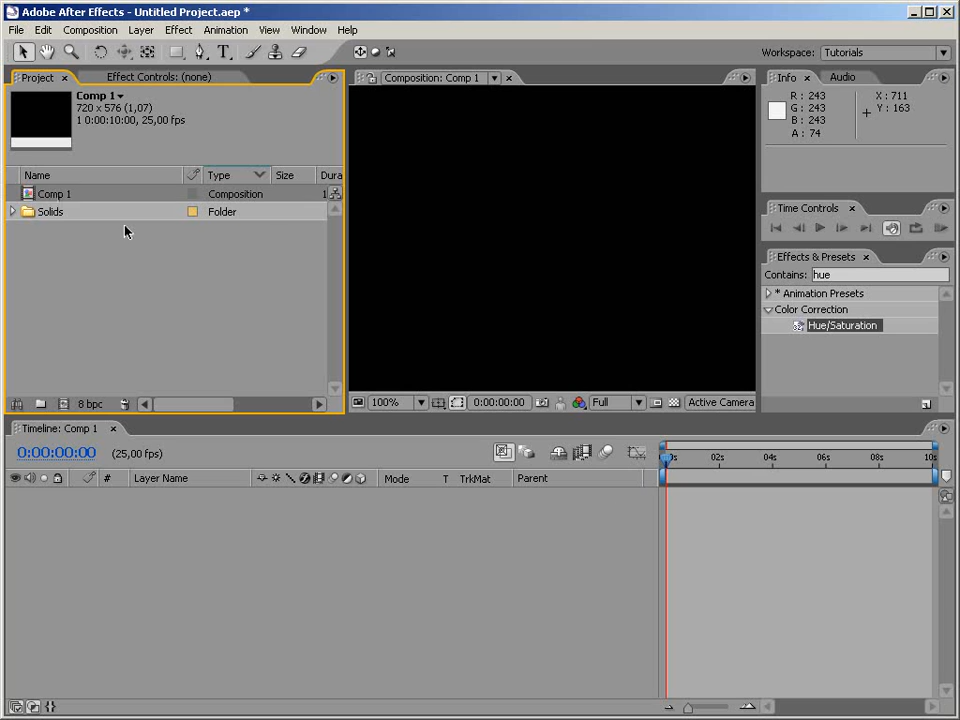 Adobe After Effects - Untitled Project.aep *
File Edit Composition Layer Effect Animation View Window Help
T Workspace: Tutorials
Project × Effect Controls: (none) Composition: Comp 1 × Info × Audio
Comp 1
720 x 576 (1,07)
1 0:00:10:00, 25,00 fps
R : 243
G : 243
B : 243
A : 74
X : 711
Y : 163
Name Type Size Dura
Comp 1 Composition 1
Solids Folder
Time Controls ×
Effects & Presets ×
Contains: hue
* Animation Presets
Color Correction
Hue/Saturation
8 bpc 100% 0:00:00:00 Full Active Camera
Timeline: Comp 1 ×
0:00:00:00 (25,00 fps)
0s 02s 04s 06s 08s 10s
# Layer Name Mode T TrkMat Parent